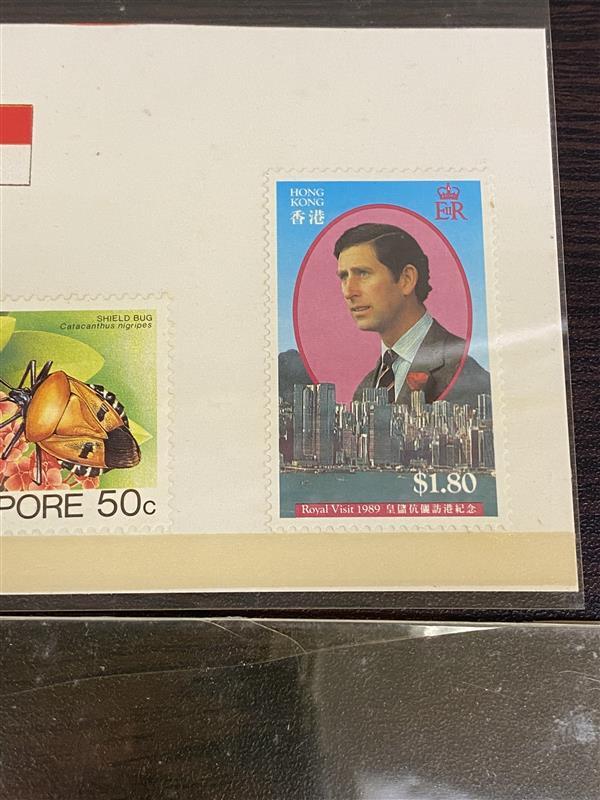 HONG
KONG
香港
EIIR
$1.80
Royal Visit 1989 皇儲伉儷訪港紀念
SHIELD BUG
Catacanthus nigripes
PORE 50c